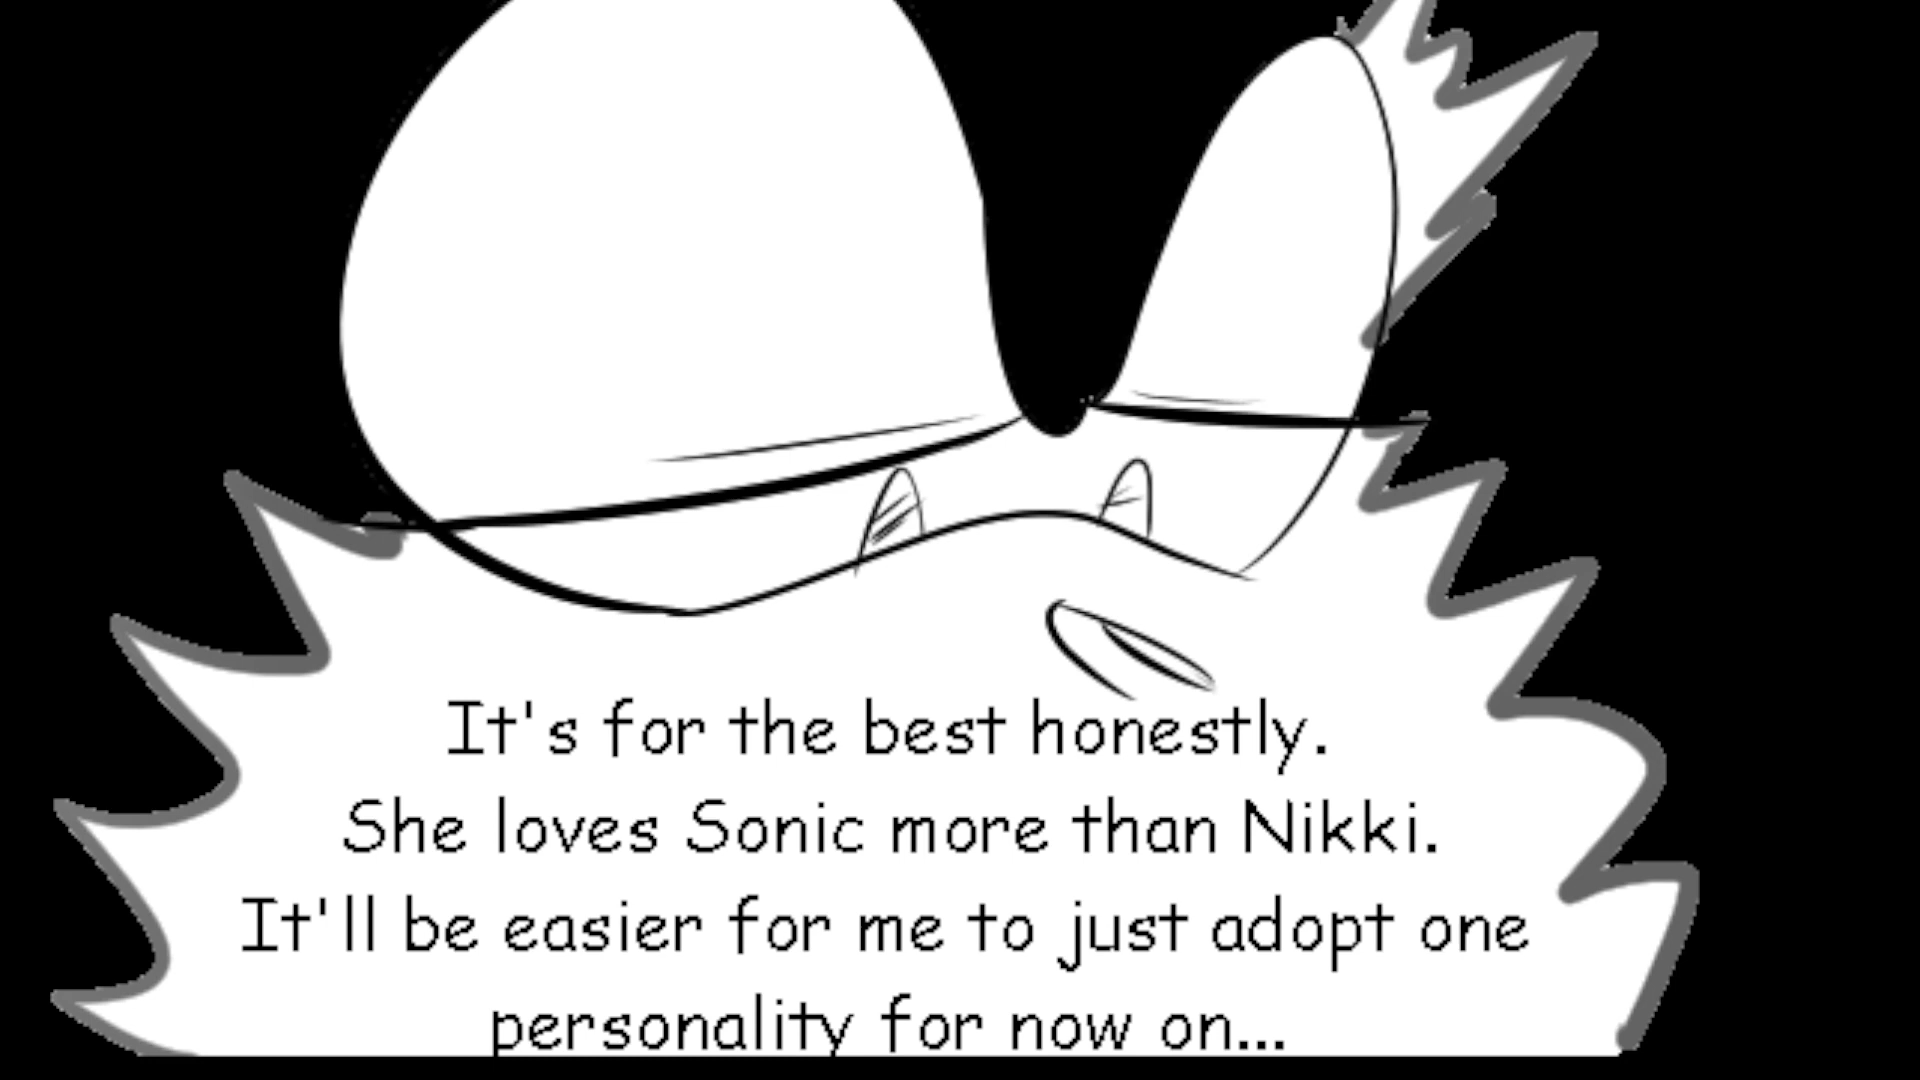 It's for the best honestly.
She loves Sonic more than Nikki.
It'll be easier for me to just adopt one
personality for now on...